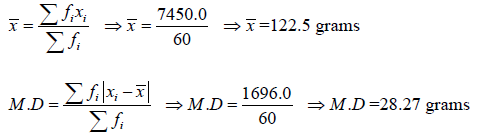 x̄ = ∑ fᵢxᵢ / ∑ fᵢ ⇒ x̄ = 7450.0 / 60 ⇒ x̄ =122.5 grams
M.D = ∑ fᵢ|xᵢ − x̄| / ∑ fᵢ ⇒ M.D = 1696.0 / 60 ⇒ M.D =28.27 grams